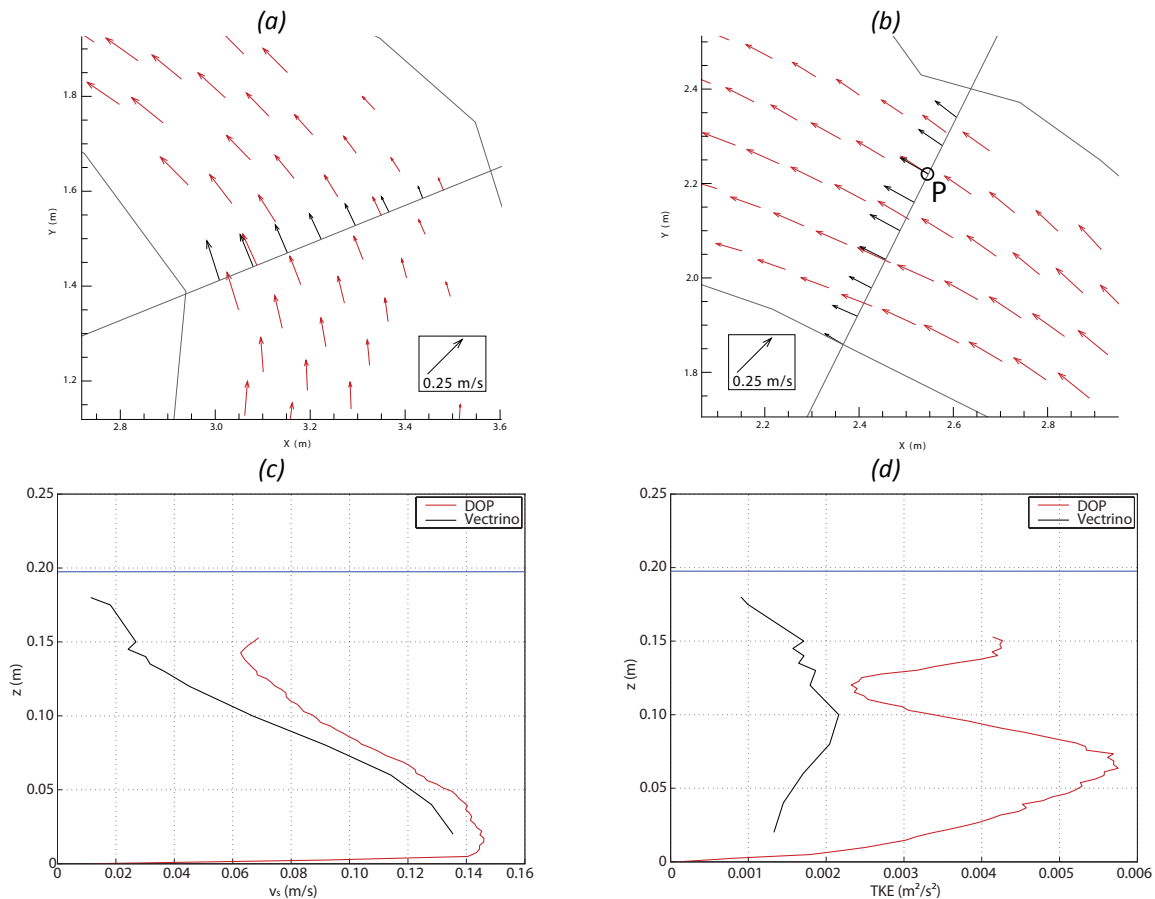 (a)
(b)
Y (m)
1.8
1.6
1.4
1.2
0.25 m/s
2.8
3.0
3.2
3.4
3.6
X (m)
Y (m)
2.4
2.2
2.0
1.8
P
0.25 m/s
2.2
2.4
2.6
2.8
X (m)
(c)
(d)
z (m)
0.25
0.20
0.15
0.10
0.05
0
DOP
Vectrino
0
0.02
0.04
0.06
0.08
0.10
0.12
0.14
0.16
vs (m/s)
z (m)
0.25
0.20
0.15
0.10
0.05
0
DOP
Vectrino
0
0.001
0.002
0.003
0.004
0.005
0.006
TKE (m²/s²)